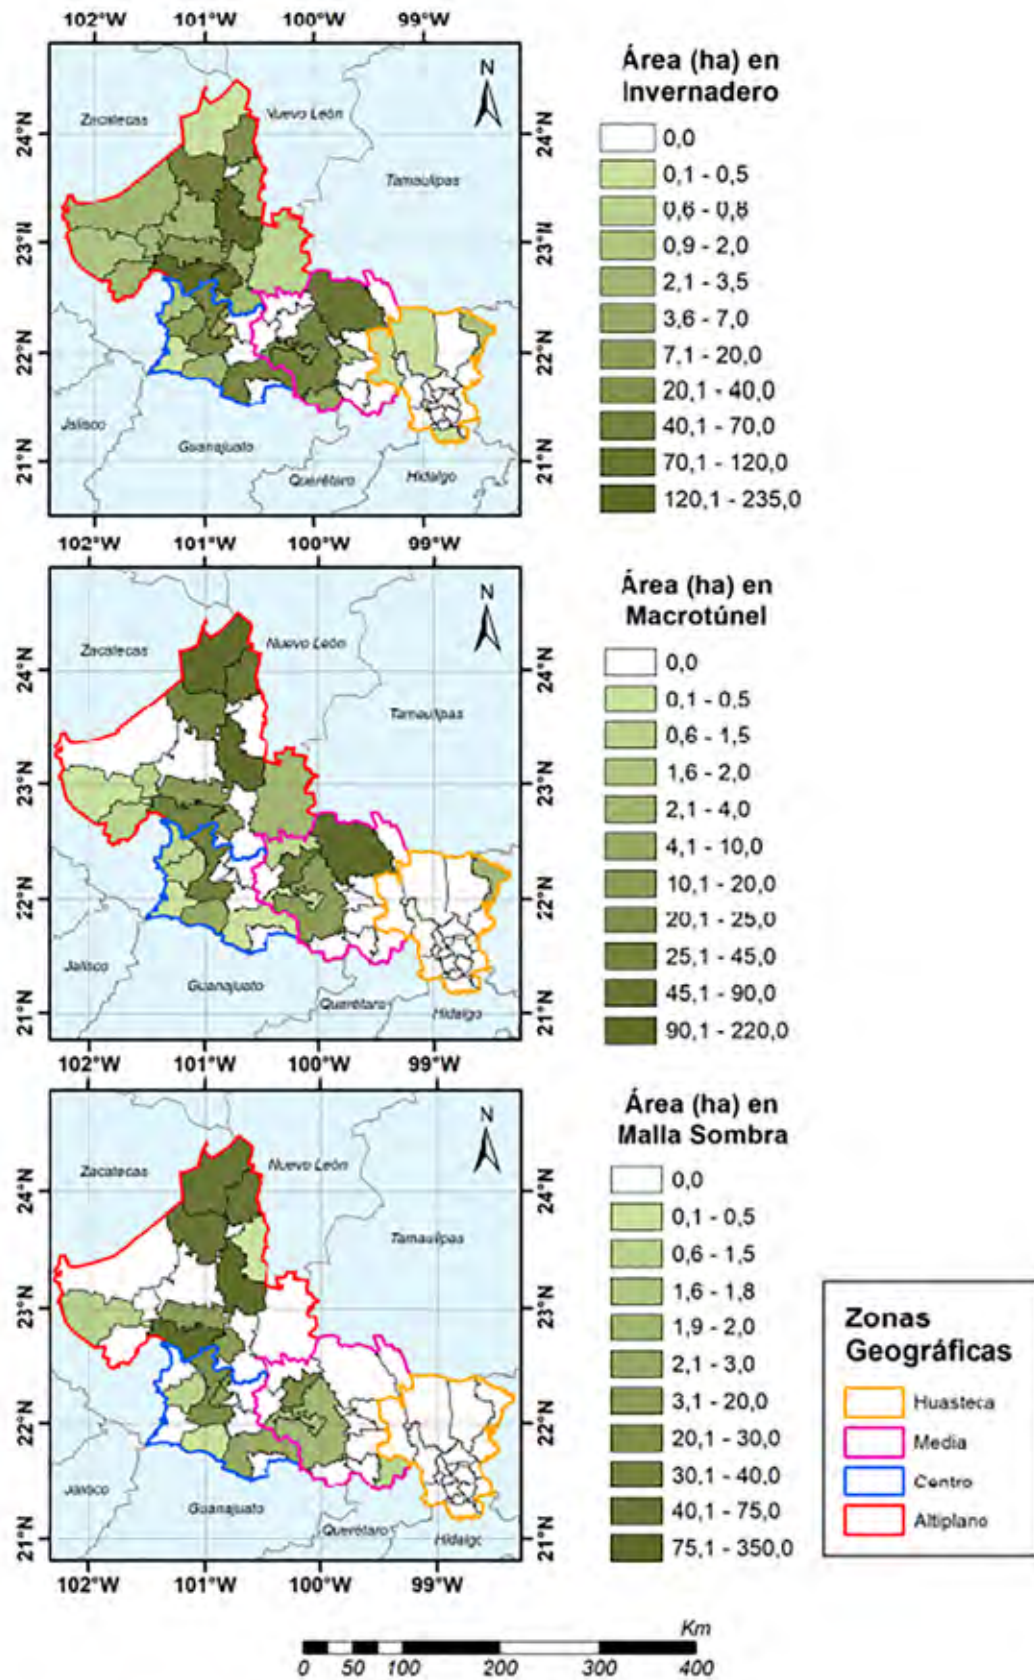 102°W 101°W 100°W 99°W
24°N 23°N 22°N 21°N
N
Zacatecas
Nuevo León
Tamaulipas
Jalisco
Guanajuato
Querétaro
Hidalgo
24°N 23°N 22°N 21°N
102°W 101°W 100°W 99°W
Área (ha) en
Invernadero
0,0
0,1 - 0,5
0,6 - 0,8
0,9 - 2,0
2,1 - 3,5
3,6 - 7,0
7,1 - 20,0
20,1 - 40,0
40,1 - 70,0
70,1 - 120,0
120,1 - 235,0
24°N 23°N 22°N 21°N
N
Zacatecas
Nuevo León
Tamaulipas
Jalisco
Guanajuato
Querétaro
Hidalgo
24°N 23°N 22°N 21°N
102°W 101°W 100°W 99°W
Área (ha) en
Macrotúnel
0,0
0,1 - 0,5
0,6 - 1,5
1,6 - 2,0
2,1 - 4,0
4,1 - 10,0
10,1 - 20,0
20,1 - 25,0
25,1 - 45,0
45,1 - 90,0
90,1 - 220,0
24°N 23°N 22°N 21°N
N
Zacatecas
Nuevo León
Tamaulipas
Jalisco
Guanajuato
Querétaro
Hidalgo
24°N 23°N 22°N 21°N
102°W 101°W 100°W 99°W
Área (ha) en
Malla Sombra
0,0
0,1 - 0,5
0,6 - 1,5
1,6 - 1,8
1,9 - 2,0
2,1 - 3,0
3,1 - 20,0
20,1 - 30,0
30,1 - 40,0
40,1 - 75,0
75,1 - 350,0
Zonas
Geográficas
Huasteca
Media
Centro
Altiplano
Km
0 50 100 200 300 400